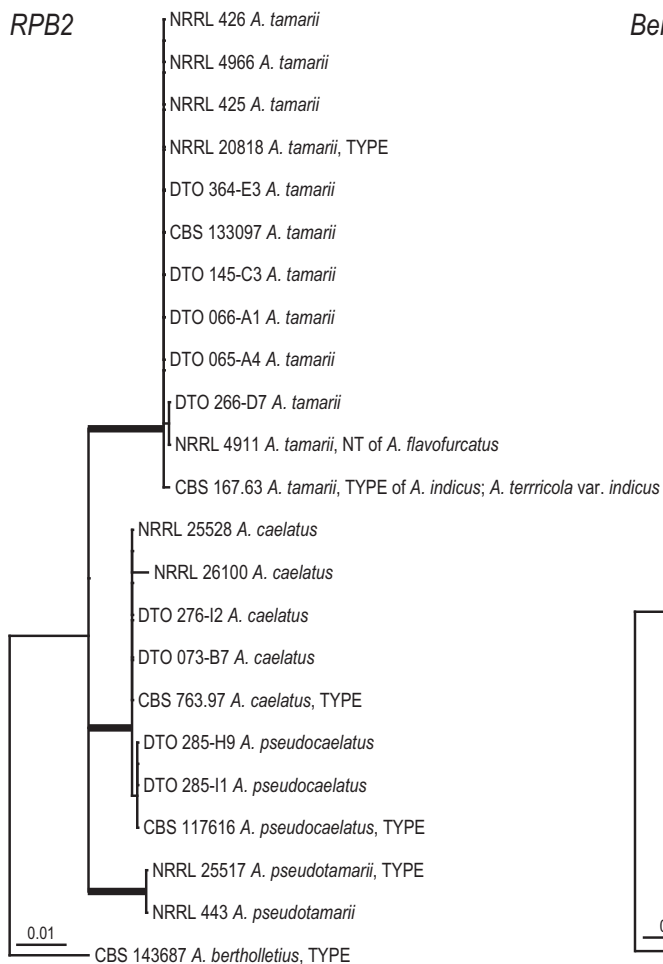 RPB2
NRRL 426 A. tamarii
NRRL 4966 A. tamarii
NRRL 425 A. tamarii
NRRL 20818 A. tamarii, TYPE
DTO 364-E3 A. tamarii
CBS 133097 A. tamarii
DTO 145-C3 A. tamarii
DTO 066-A1 A. tamarii
DTO 065-A4 A. tamarii
DTO 266-D7 A. tamarii
NRRL 4911 A. tamarii, NT of A. flavofurcatus
CBS 167.63 A. tamarii, TYPE of A. indicus; A. terrricola var. indicus
NRRL 25528 A. caelatus
NRRL 26100 A. caelatus
DTO 276-I2 A. caelatus
DTO 073-B7 A. caelatus
CBS 763.97 A. caelatus, TYPE
DTO 285-H9 A. pseudocaelatus
DTO 285-I1 A. pseudocaelatus
CBS 117616 A. pseudocaelatus, TYPE
NRRL 25517 A. pseudotamarii, TYPE
NRRL 443 A. pseudotamarii
0.01
CBS 143687 A. bertholletius, TYPE